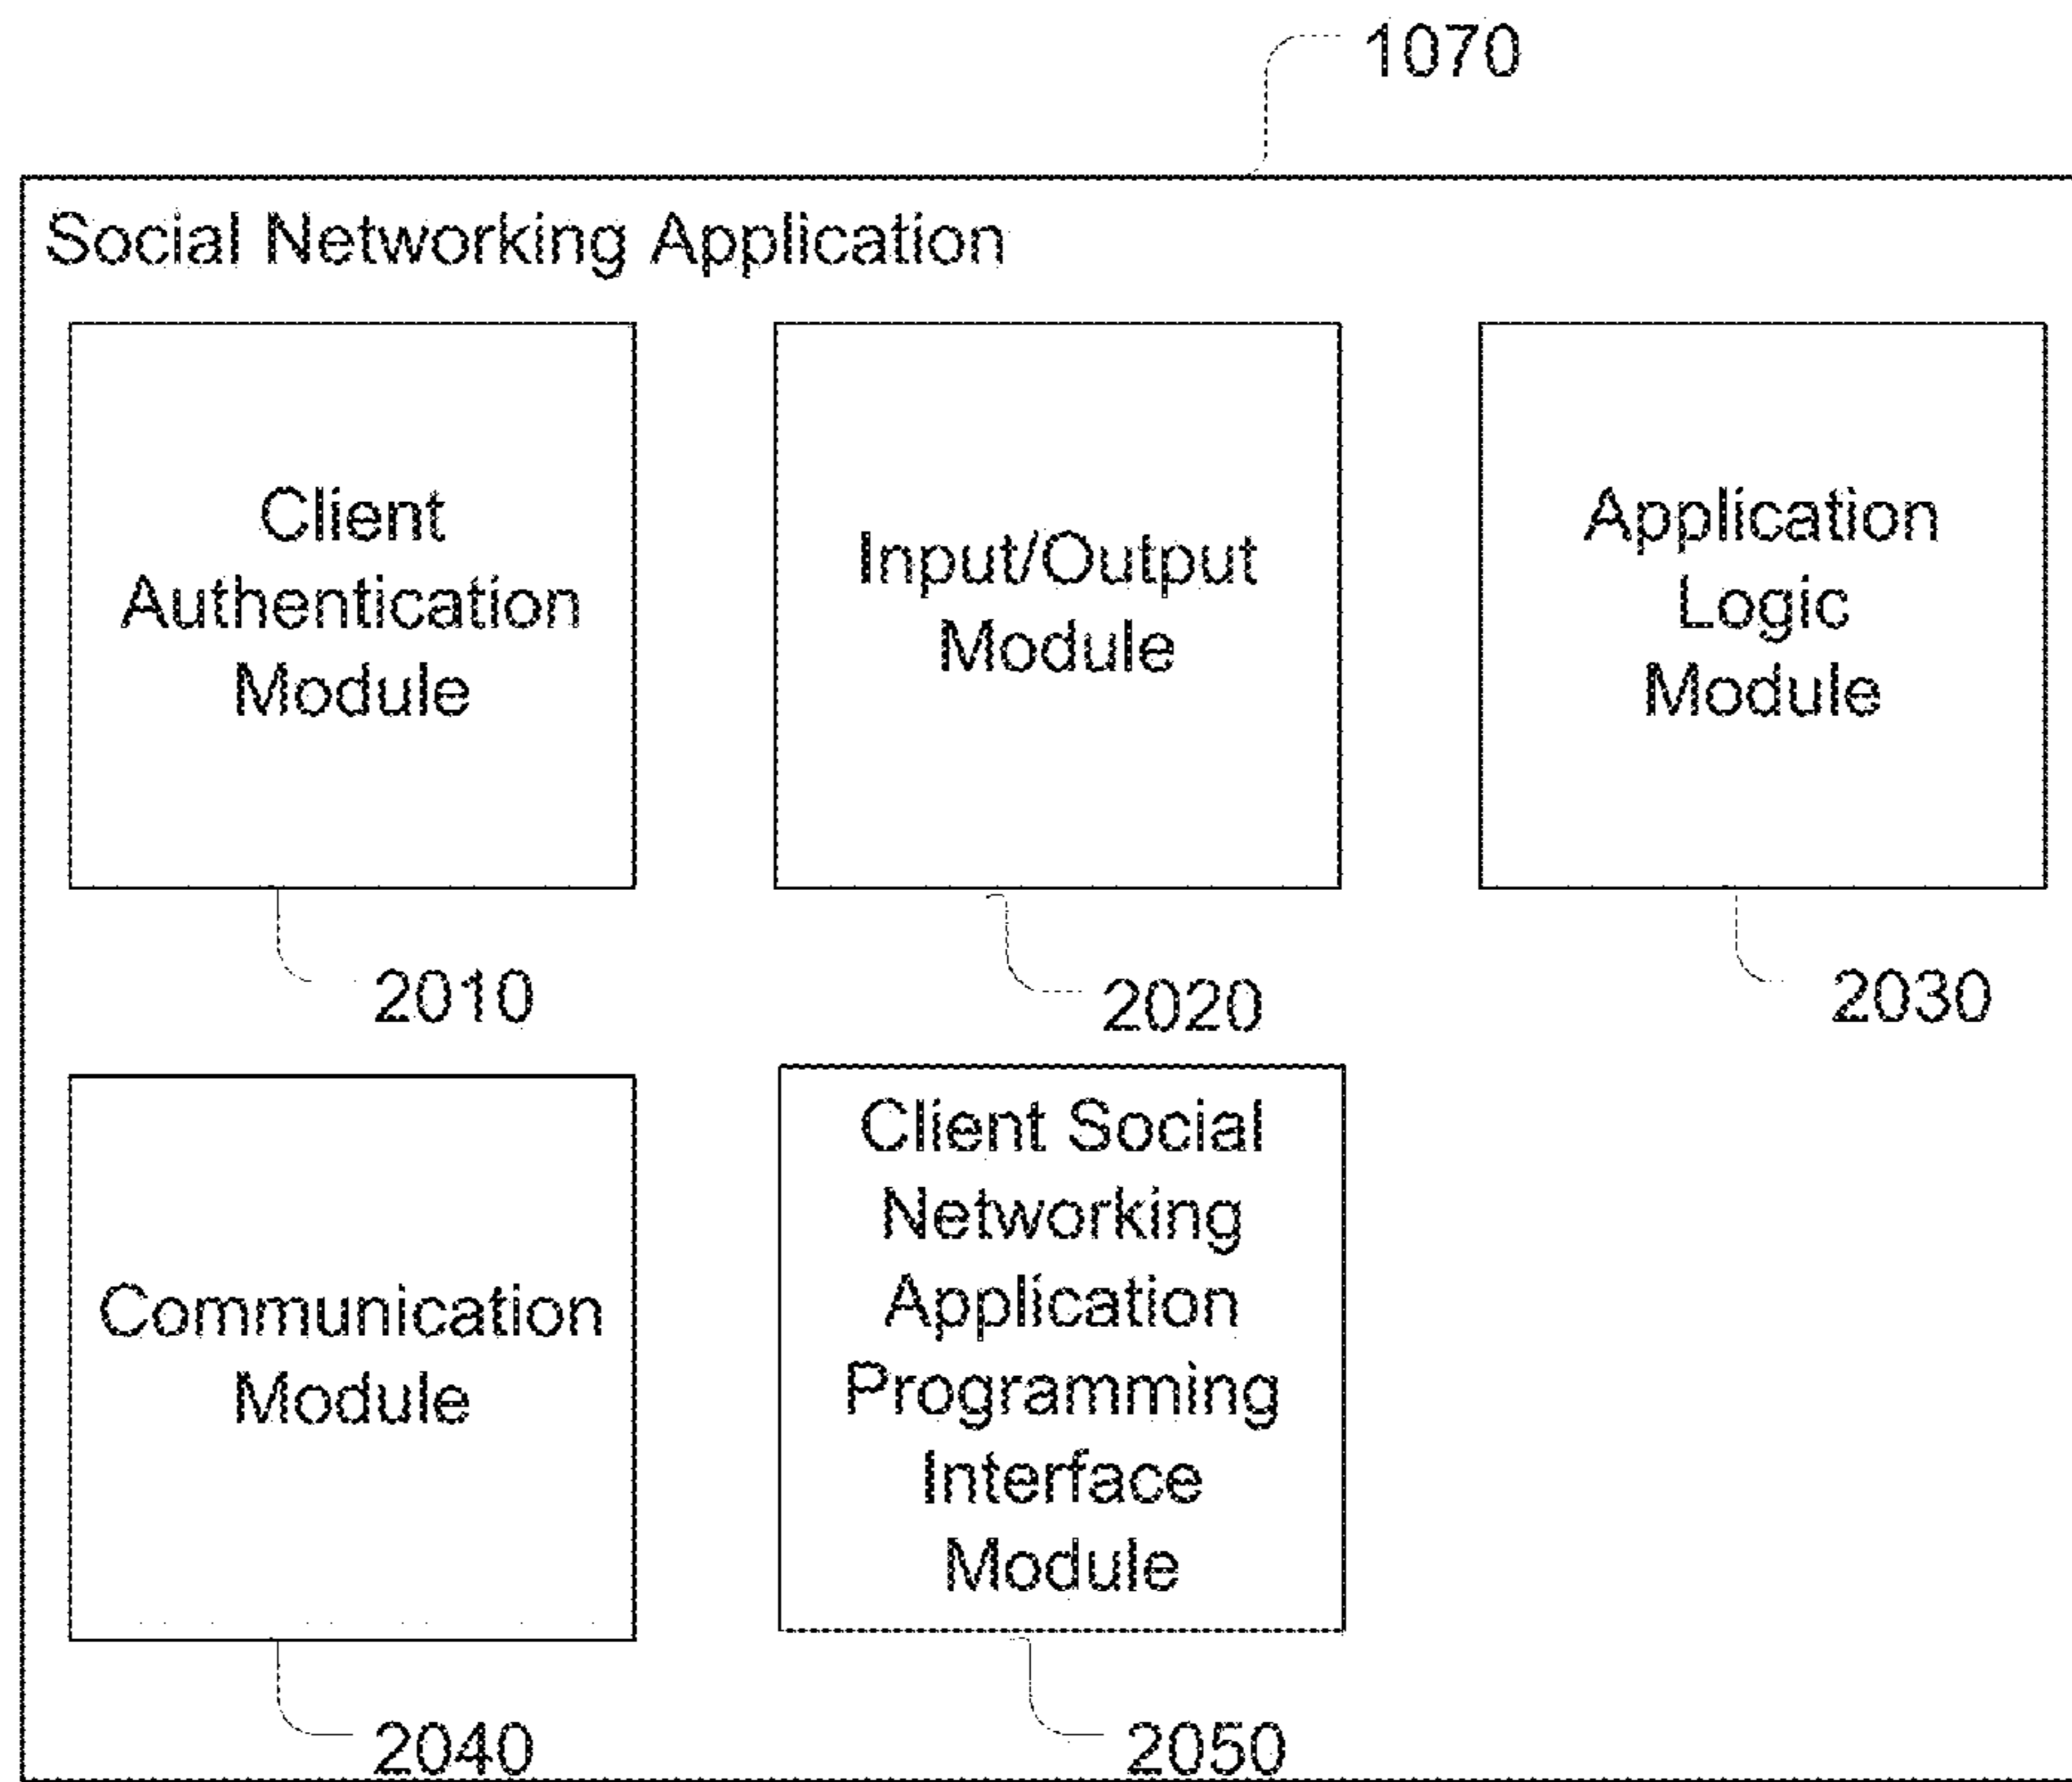 1070
Social Networking Application
Client
Authentication
Module
Input/Output
Module
Application
Logic
Module
2010
2020
2030
Communication
Module
Client Social
Networking
Application
Programming
Interface
Module
2040
2050